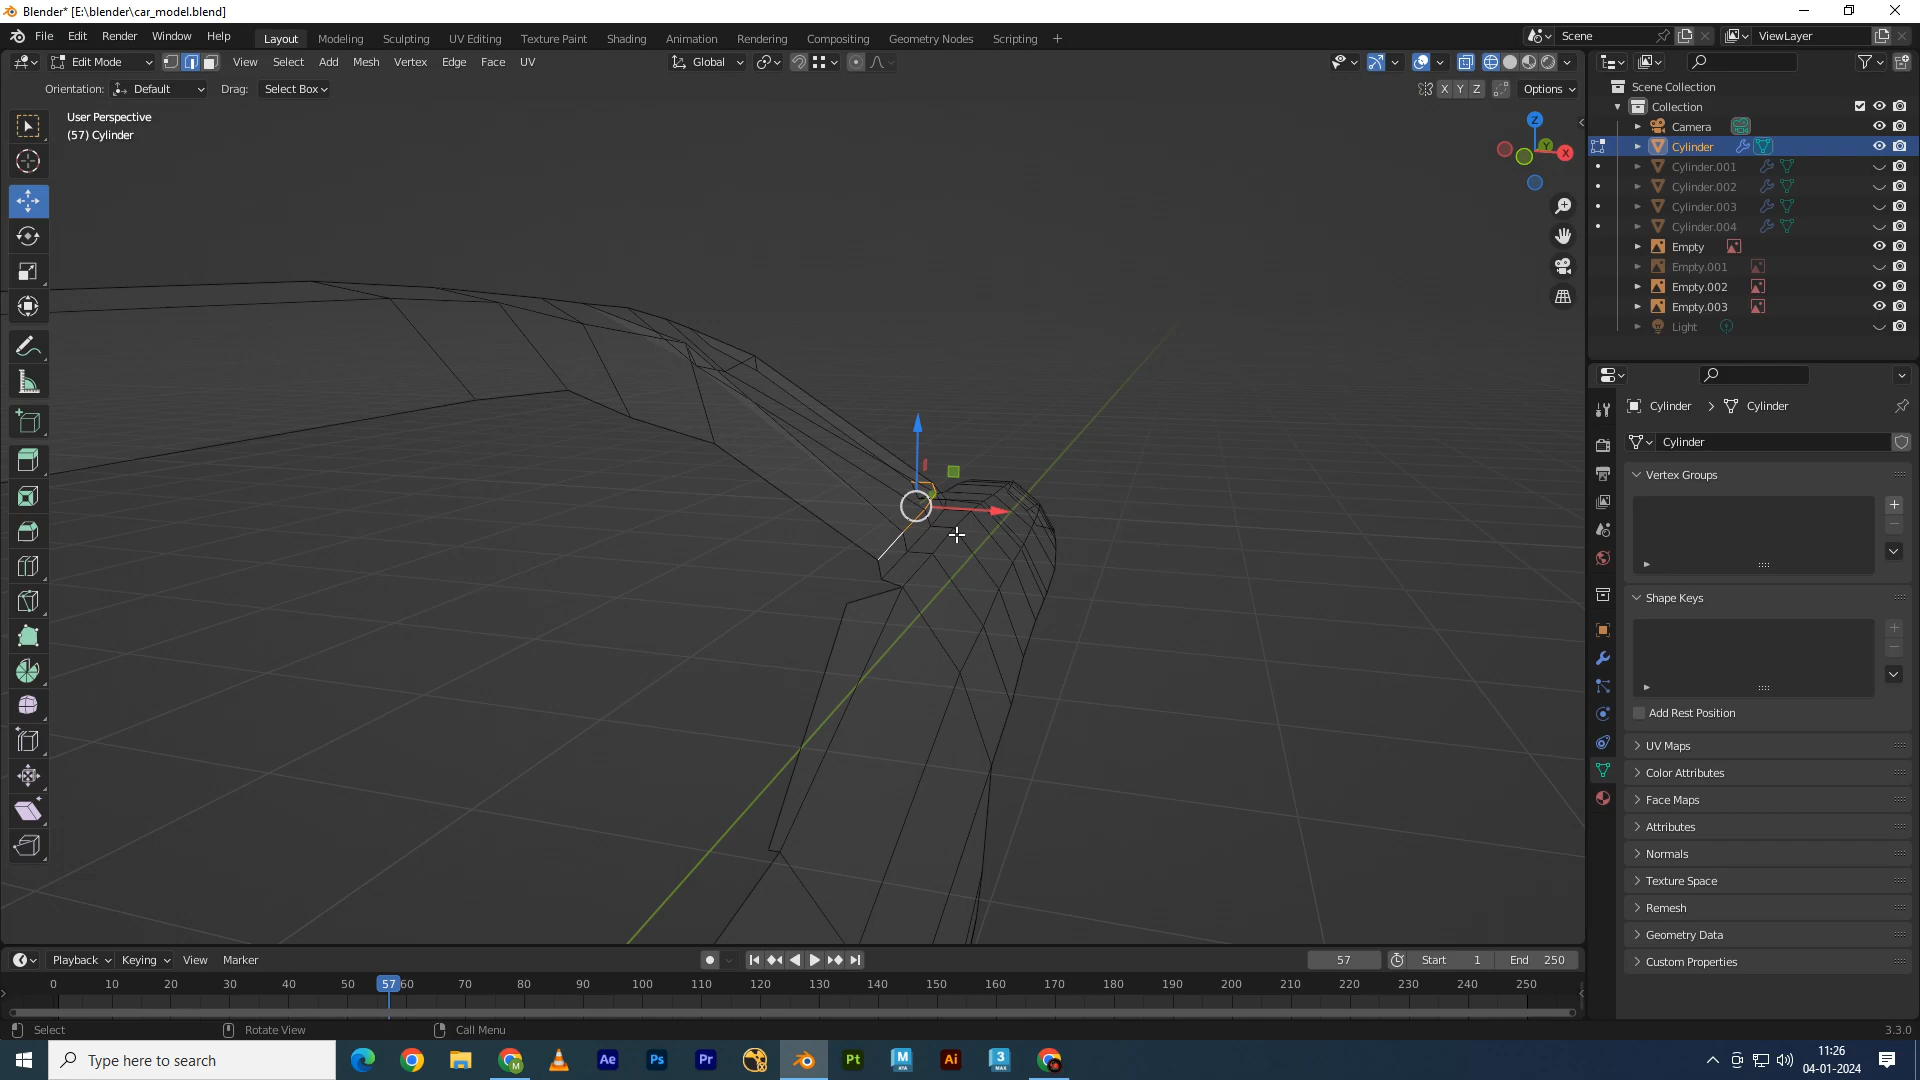 Blender* [E:\blender\car_model.blend]
File Edit Render Window Help Layout Modeling Sculpting UV Editing Texture Paint Shading Animation Rendering Compositing Geometry Nodes Scripting + Scene ViewLayer
Edit Mode View Select Add Mesh Vertex Edge Face UV Global
Orientation: Default Drag: Select Box X Y Z Options
User Perspective
(57) Cylinder
Z
Y
X
Scene Collection
Collection
Camera
Cylinder
Cylinder.001
Cylinder.002
Cylinder.003
Cylinder.004
Empty
Empty.001
Empty.002
Empty.003
Light
Cylinder > Cylinder
Cylinder
Vertex Groups
Shape Keys
Add Rest Position
UV Maps
Color Attributes
Face Maps
Attributes
Normals
Texture Space
Remesh
Geometry Data
Custom Properties
Playback Keying View Marker 57 Start 1 End 250
0 10 20 30 40 50 57 60 70 80 90 100 110 120 130 140 150 160 170 180 190 200 210 220 230 240 250
Select Rotate View Call Menu 3.3.0
Type here to search Ae Ps Pr Pt M Ai 3 11:26
04-01-2024